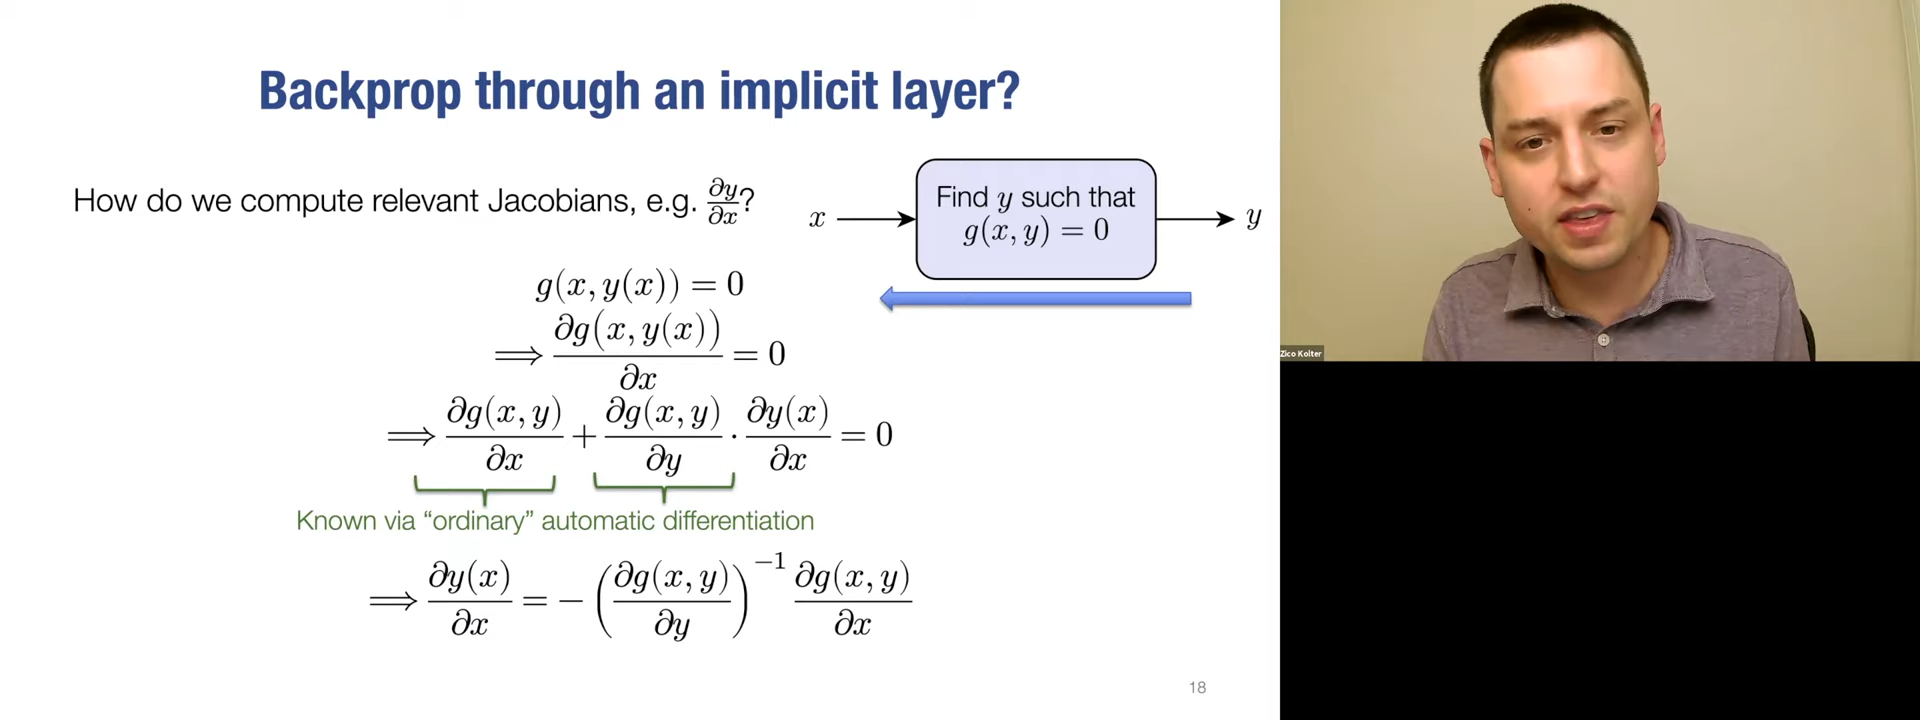 Backprop through an implicit layer?
How do we compute relevant Jacobians, e.g. ∂y/∂x?
x
Find y such that
g(x, y) = 0
y
g(x, y(x)) = 0
⟹ ∂g(x, y(x))/∂x = 0
⟹ ∂g(x, y)/∂x + ∂g(x, y)/∂y · ∂y(x)/∂x = 0
Known via “ordinary” automatic differentiation
⟹ ∂y(x)/∂x = − (∂g(x, y)/∂y)⁻¹ ∂g(x, y)/∂x
18
Zico Kolter